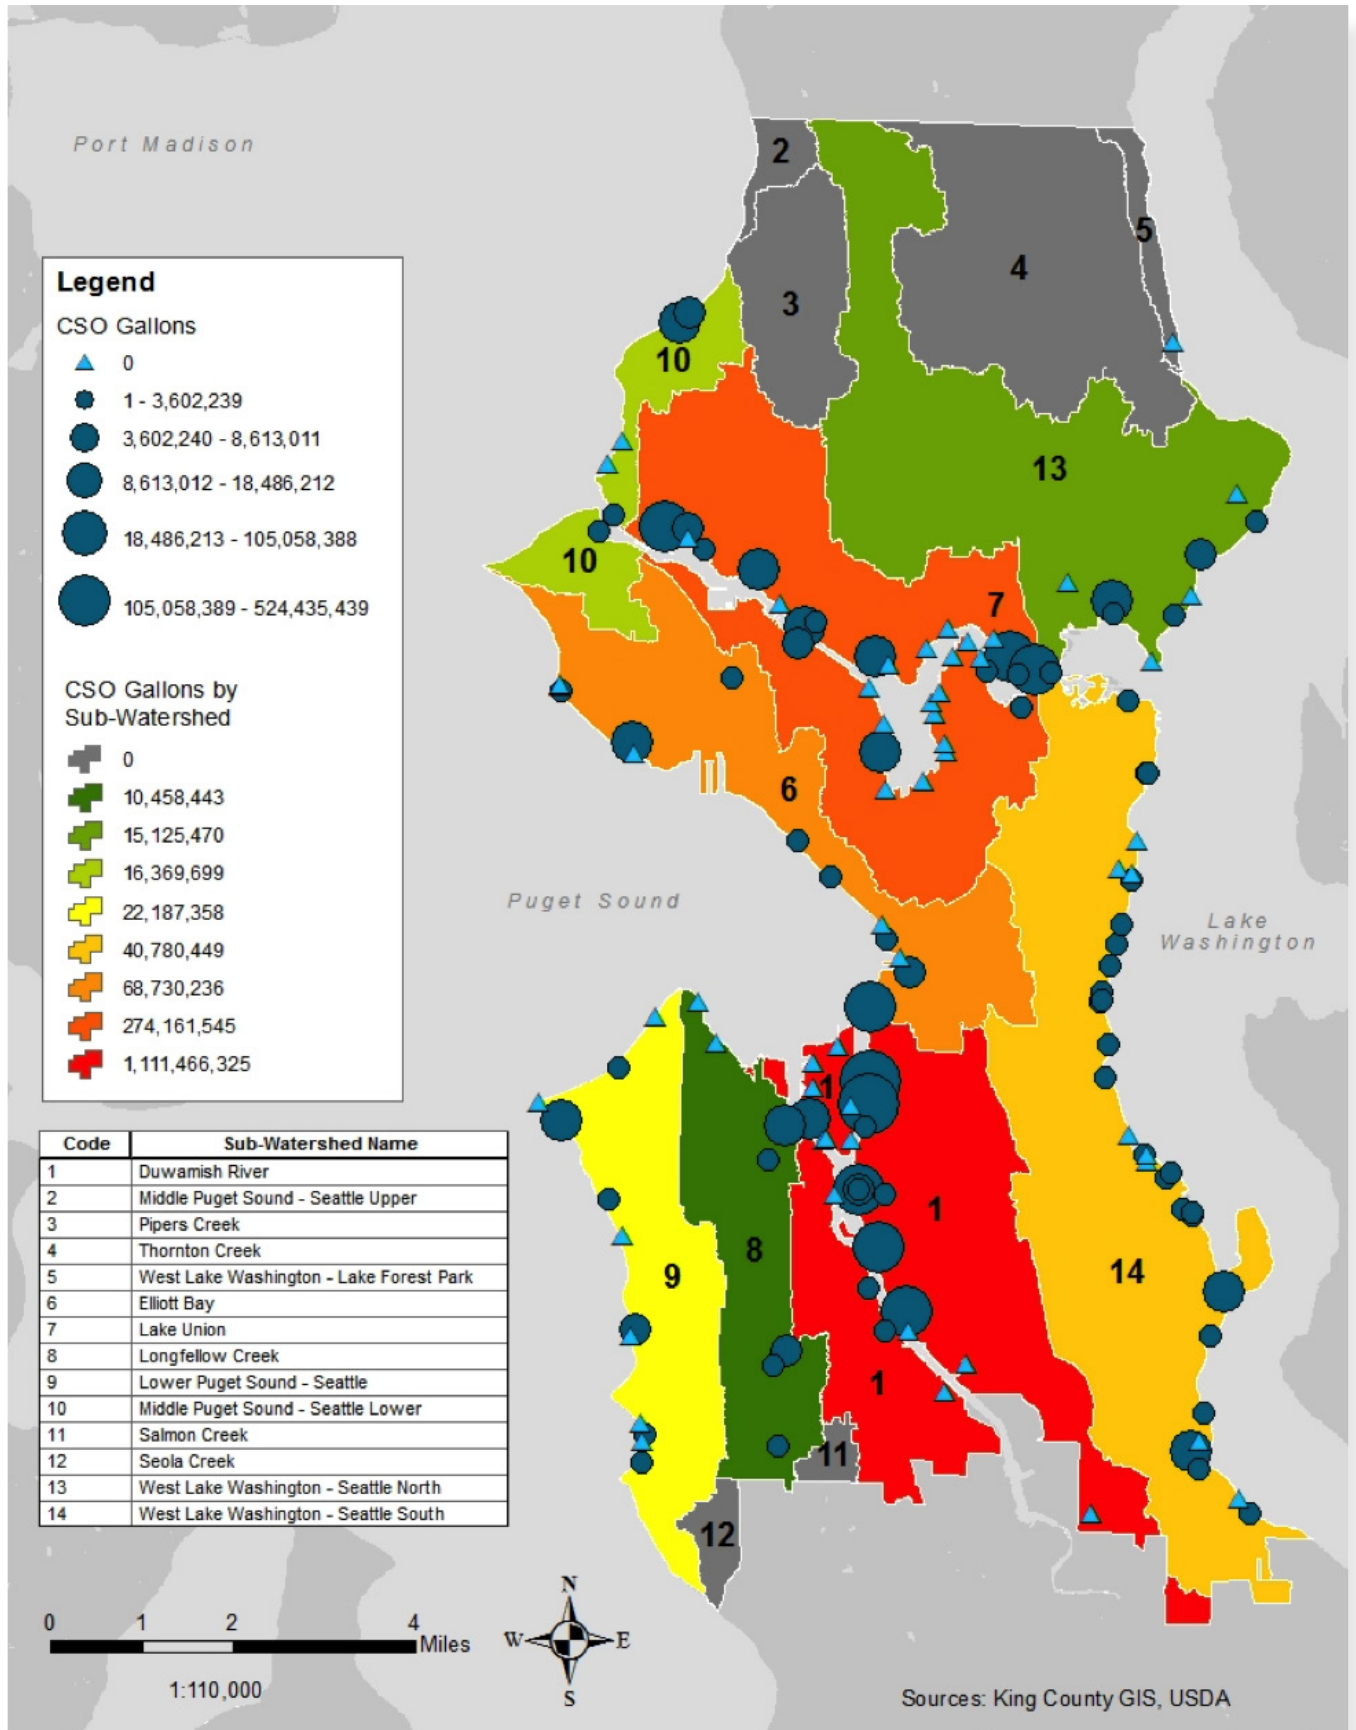 Port Madison
2
5
4
3
10
13
10
7
6
Puget Sound
Lake
Washington
1
1
8
9
14
1
11
12
Legend
CSO Gallons
0
1 - 3,602,239
3,602,240 - 8,613,011
8,613,012 - 18,486,212
18,486,213 - 105,058,388
105,058,389 - 524,435,439
CSO Gallons by
Sub-Watershed
0
10,458,443
15,125,470
16,369,699
22,187,358
40,780,449
68,730,236
274,161,545
1,111,466,325
Code Sub-Watershed Name
1 Duwamish River
2 Middle Puget Sound - Seattle Upper
3 Pipers Creek
4 Thornton Creek
5 West Lake Washington - Lake Forest Park
6 Elliott Bay
7 Lake Union
8 Longfellow Creek
9 Lower Puget Sound - Seattle
10 Middle Puget Sound - Seattle Lower
11 Salmon Creek
12 Seola Creek
13 West Lake Washington - Seattle North
14 West Lake Washington - Seattle South
0 1 2 4
Miles
1:110,000
N
W E
S
Sources: King County GIS, USDA